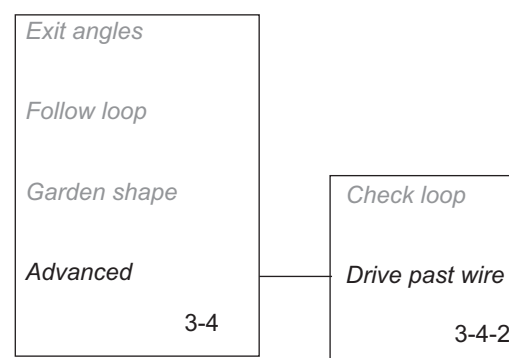 Exit angles
Follow loop
Garden shape
Advanced
3-4
Check loop
Drive past wire
3-4-2